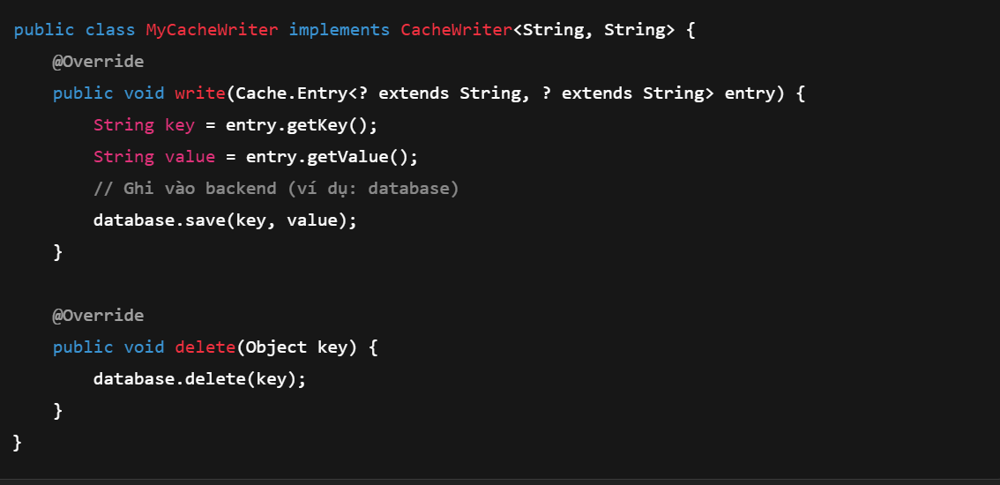 public class MyCacheWriter implements CacheWriter<String, String> {
    @Override
    public void write(Cache.Entry<? extends String, ? extends String> entry) {
        String key = entry.getKey();
        String value = entry.getValue();
        // Ghi vào backend (ví dụ: database)
        database.save(key, value);
    }

    @Override
    public void delete(Object key) {
        database.delete(key);
    }
}